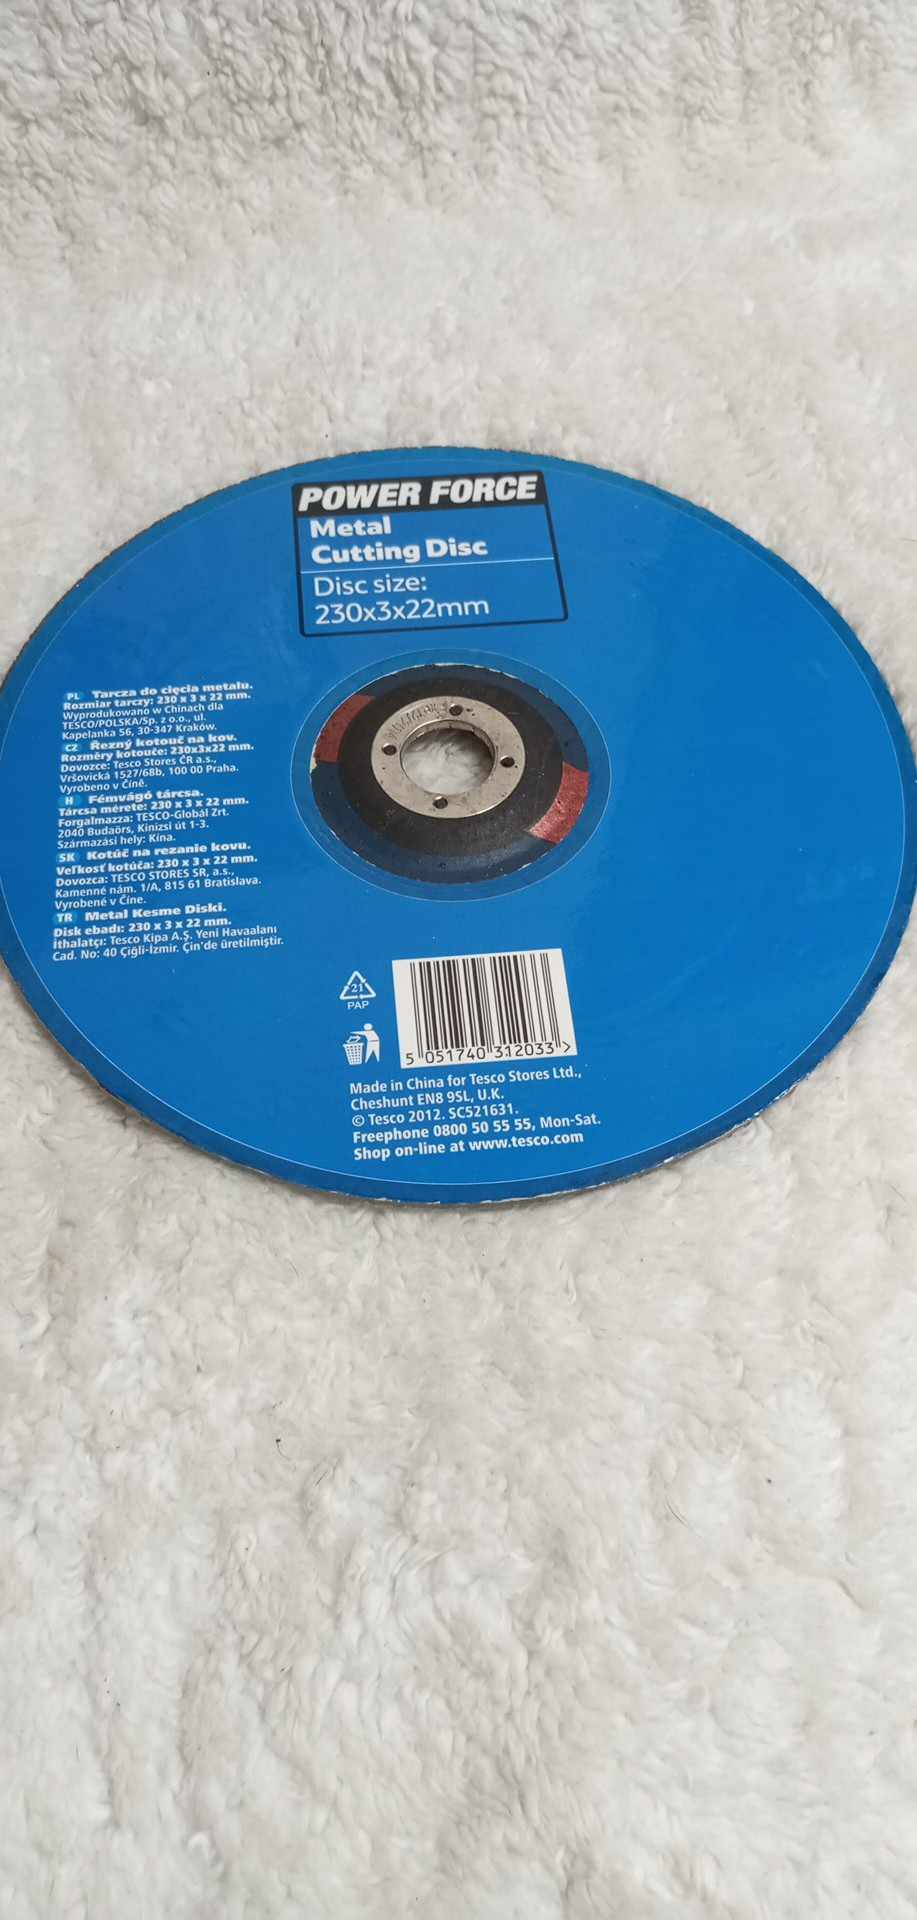 POWER FORCE
Metal
Cutting Disc
Disc size:
230x3x22mm
PL Tarcza do cięcia metalu.
Rozmiar tarczy: 230 x 3 x 22 mm.
Wyprodukowano w Chinach dla
TESCO/POLSKA/Sp. z o.o., ul.
Kapelanka 56, 30-347 Kraków.
CZ Řezný kotouč na kov.
Rozměry kotouče: 230x3x22 mm.
Dovozce: Tesco Stores ČR a.s.,
Vršovická 1527/68b, 100 00 Praha.
Vyrobeno v Číně.
H Fémvágó tárcsa.
Tárcsa mérete: 230 x 3 x 22 mm.
Forgalmazza: TESCO-Globál Zrt.
2040 Budaörs, Kinizsi út 1-3.
Származási hely: Kína.
SK Kotúč na rezanie kovu.
Veľkosť kotúča: 230 x 3 x 22 mm.
Dovozca: TESCO STORES SR, a.s.,
Kamenné nám. 1/A, 815 61 Bratislava.
Vyrobené v Číne.
TR Metal Kesme Diski.
Disk ebadı: 230 x 3 x 22 mm.
İthalatçı: Tesco Kipa A.Ş. Yeni Havaalanı
Cad. No: 40 Çiğli-İzmir. Çin'de üretilmiştir.
21
PAP
5 051740 312033 >
Made in China for Tesco Stores Ltd.,
Cheshunt EN8 9SL, U.K.
© Tesco 2012. SC521631.
Freephone 0800 50 55 55, Mon-Sat.
Shop on-line at www.tesco.com